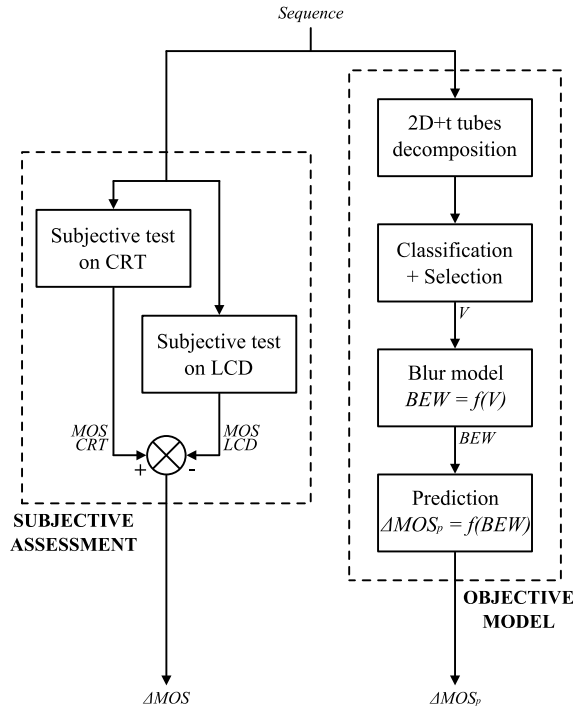 Sequence
2D+t tubes
decomposition
Subjective test
on CRT
Classification
+ Selection
V
Subjective test
on LCD
Blur model
BEW = f(V)
MOS
CRT
MOS
LCD
BEW
+
-
Prediction
ΔMOSₚ = f(BEW)
SUBJECTIVE
ASSESSMENT
OBJECTIVE
MODEL
ΔMOS
ΔMOSₚ